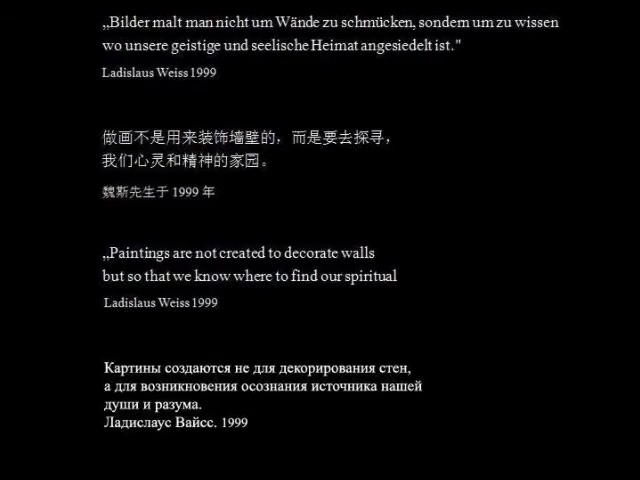 „Bilder malt man nicht um Wände zu schmücken, sondern um zu wissen
wo unsere geistige und seelische Heimat angesiedelt ist."
Ladislaus Weiss 1999
做画不是用来装饰墙壁的，而是要去探寻，
我们心灵和精神的家园。
魏斯先生于 1999 年
„Paintings are not created to decorate walls
but so that we know where to find our spiritual
Ladislaus Weiss 1999
Картины создаются не для декорирования стен,
а для возникновения осознания источника нашей
души и разума.
Ладислаус Вайсс. 1999